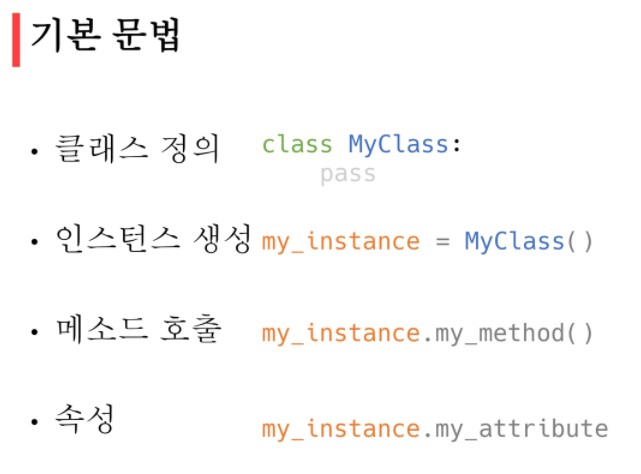 기본 문법
• 클래스 정의 class MyClass:
pass
• 인스턴스 생성 my_instance = MyClass()
• 메소드 호출 my_instance.my_method()
• 속성 my_instance.my_attribute